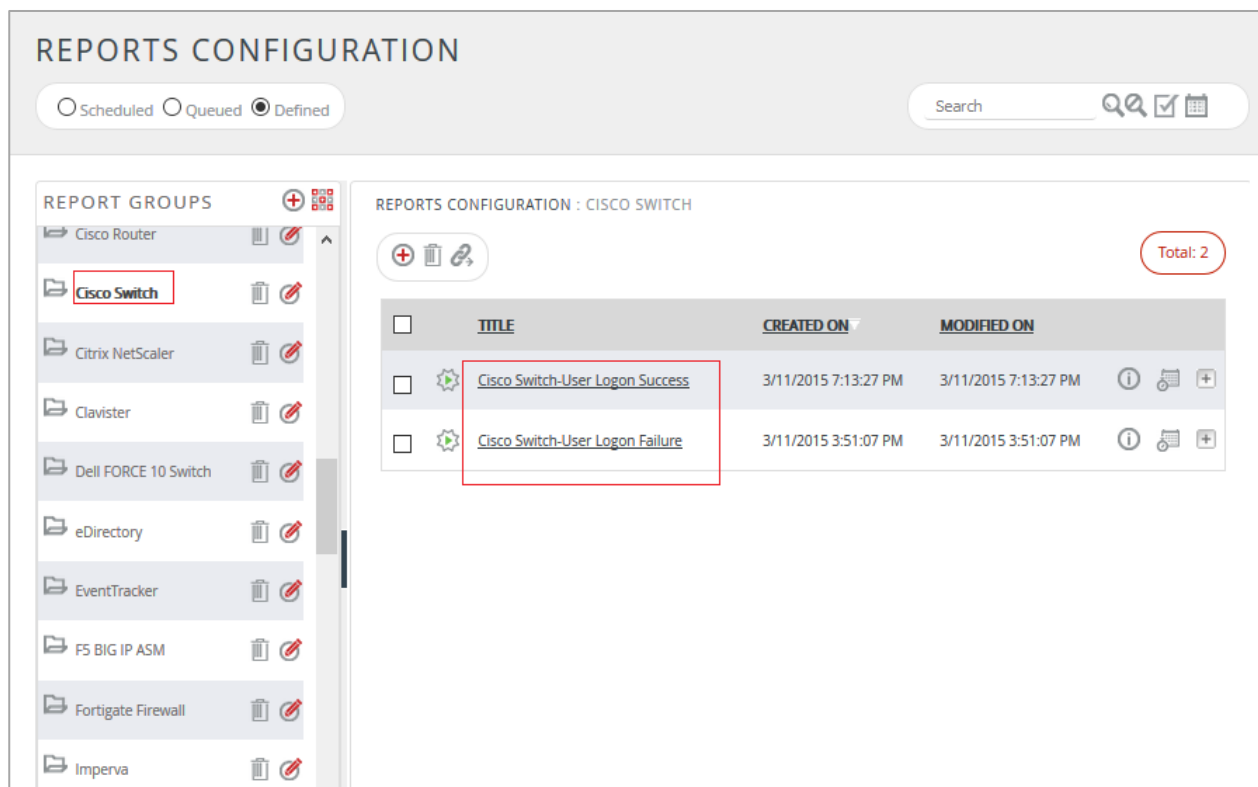 REPORTS CONFIGURATION
Scheduled Queued Defined
Search
REPORT GROUPS
Cisco Router
Cisco Switch
Citrix NetScaler
Clavister
Dell FORCE 10 Switch
eDirectory
EventTracker
F5 BIG IP ASM
Fortigate Firewall
Imperva
REPORTS CONFIGURATION : CISCO SWITCH
Total: 2
TITLE CREATED ON MODIFIED ON
Cisco Switch-User Logon Success 3/11/2015 7:13:27 PM 3/11/2015 7:13:27 PM
Cisco Switch-User Logon Failure 3/11/2015 3:51:07 PM 3/11/2015 3:51:07 PM